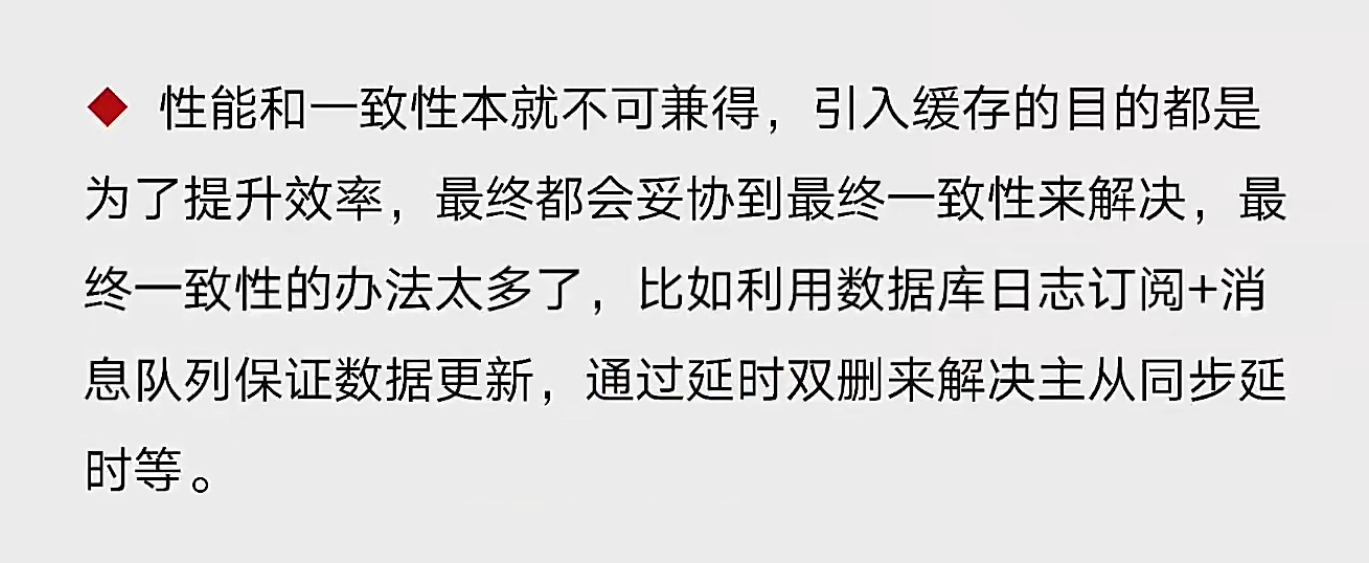 ◆ 性能和一致性本就不可兼得，引入缓存的目的都是
为了提升效率，最终都会妥协到最终一致性来解决，最
终一致性的办法太多了，比如利用数据库日志订阅+消
息队列保证数据更新，通过延时双删来解决主从同步延
时等。